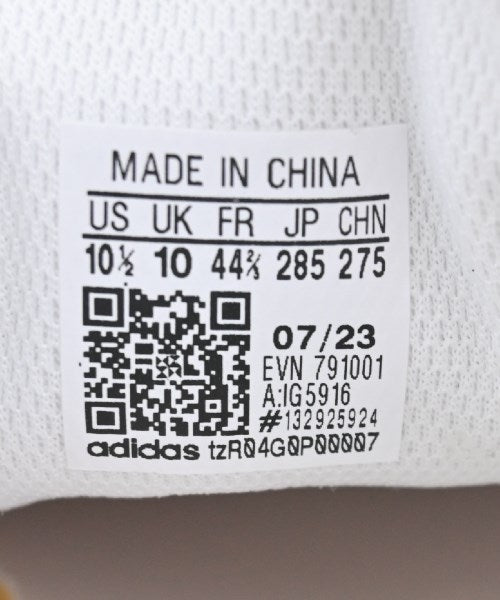 MADE IN CHINA
US UK FR JP CHN
10½ 10 44⅔ 285 275
07/23
EVN 791001
A:IG5916
#132925924
adidas tzR04G0P00007